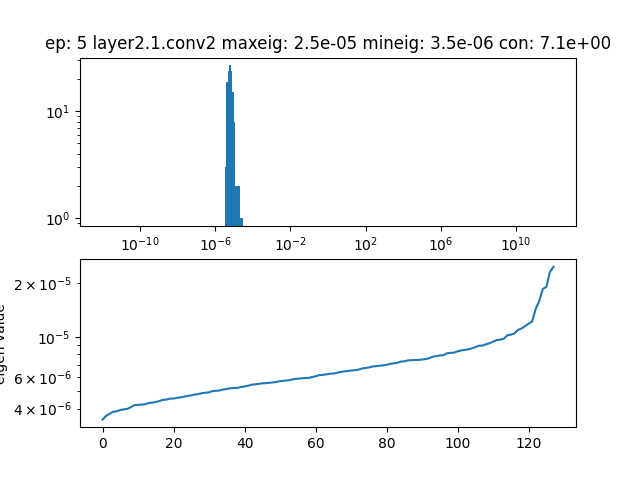 ep: 5 layer2.1.conv2 maxeig: 2.5e-05 mineig: 3.5e-06 con: 7.1e+00
10¹
10⁰
10⁻¹⁰ 10⁻⁶ 10⁻² 10² 10⁶ 10¹⁰
2 × 10⁻⁵
10⁻⁵
6 × 10⁻⁶
4 × 10⁻⁶
eigen value
0 20 40 60 80 100 120